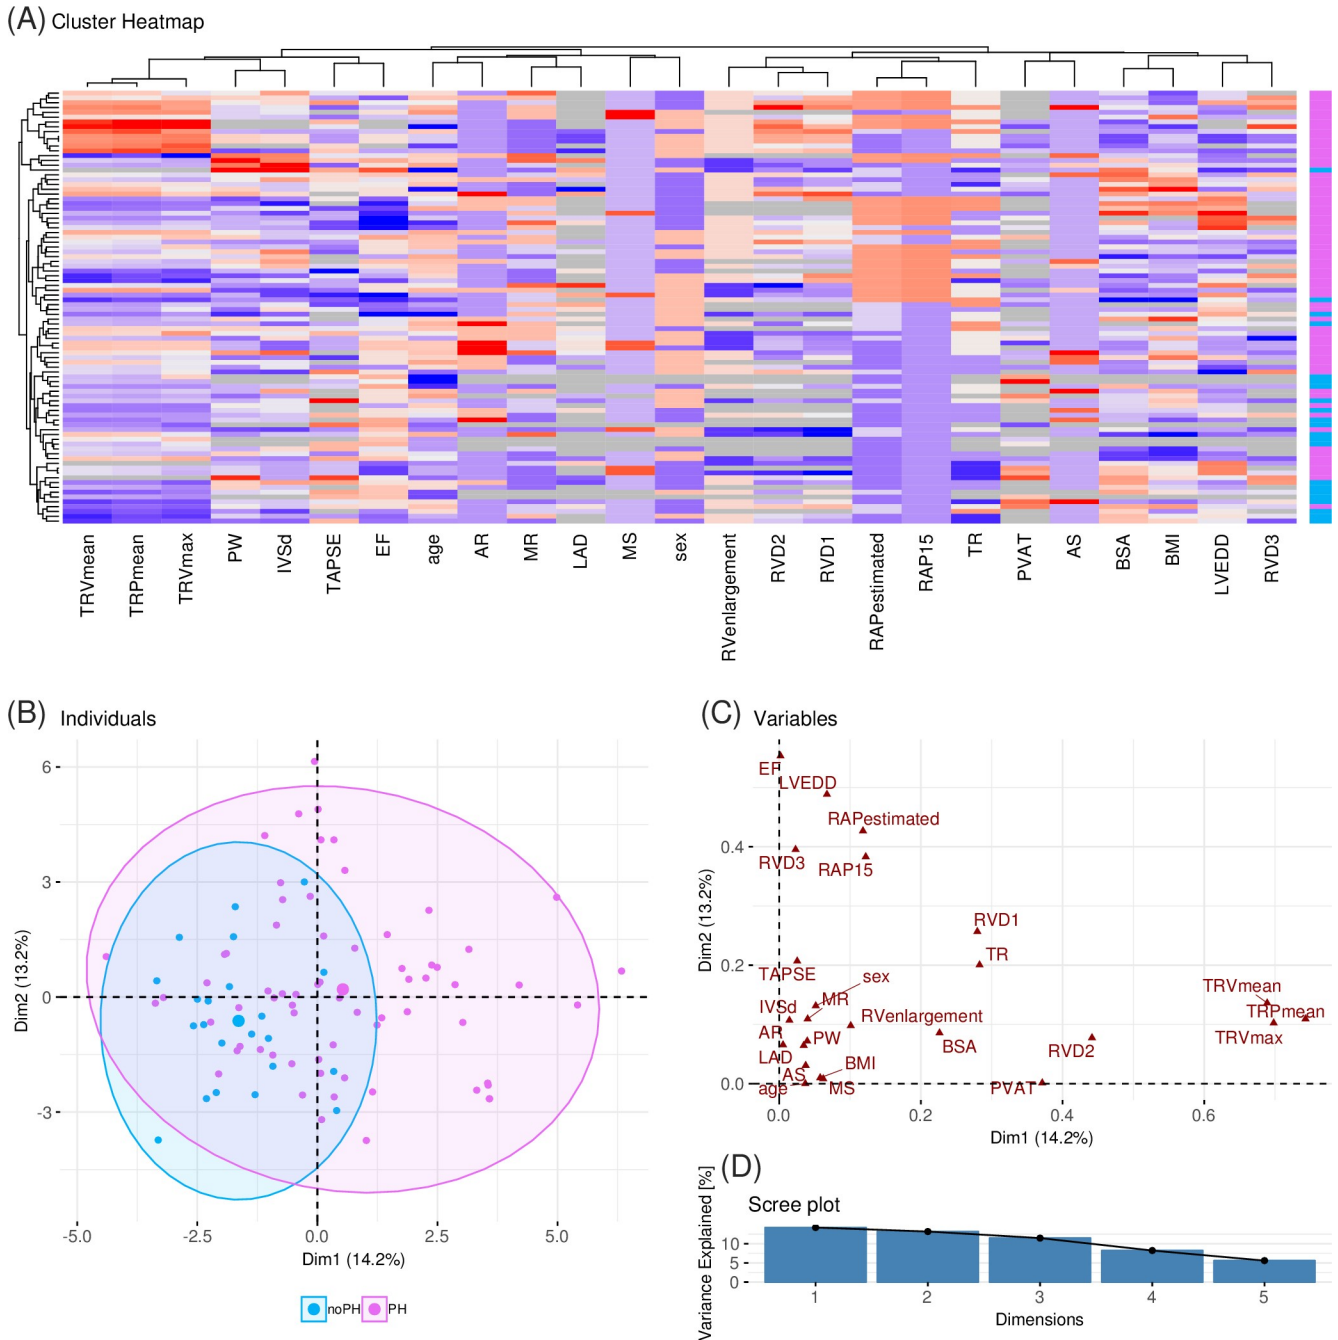 (A) Cluster Heatmap
TRVmean
TRPmean
TRVmax
PW
IVSd
TAPSE
EF
age
AR
MR
LAD
MS
sex
RVenlargement
RVD2
RVD1
RAPestimated
RAP15
TR
PVAT
AS
BSA
BMI
LVEDD
RVD3
(B) Individuals
6
3
0
-3
Dim2 (13.2%)
-5.0 -2.5 0.0 2.5 5.0
Dim1 (14.2%)
noPH PH
(C) Variables
EF
LVEDD
RAPestimated
RVD3
RAP15
RVD1
TR
TAPSE
sex
TRVmean
IVSd
MR
TRPmean
RVenlargement
AR
PW
TRVmax
BSA
RVD2
LAD
BMI
AS
age
MS
PVAT
0.4
0.2
0.0
Dim2 (13.2%)
0.0 0.2 0.4 0.6
Dim1 (14.2%)
(D)
Scree plot
Variance Explained [%]
10
5
0
1 2 3 4 5
Dimensions